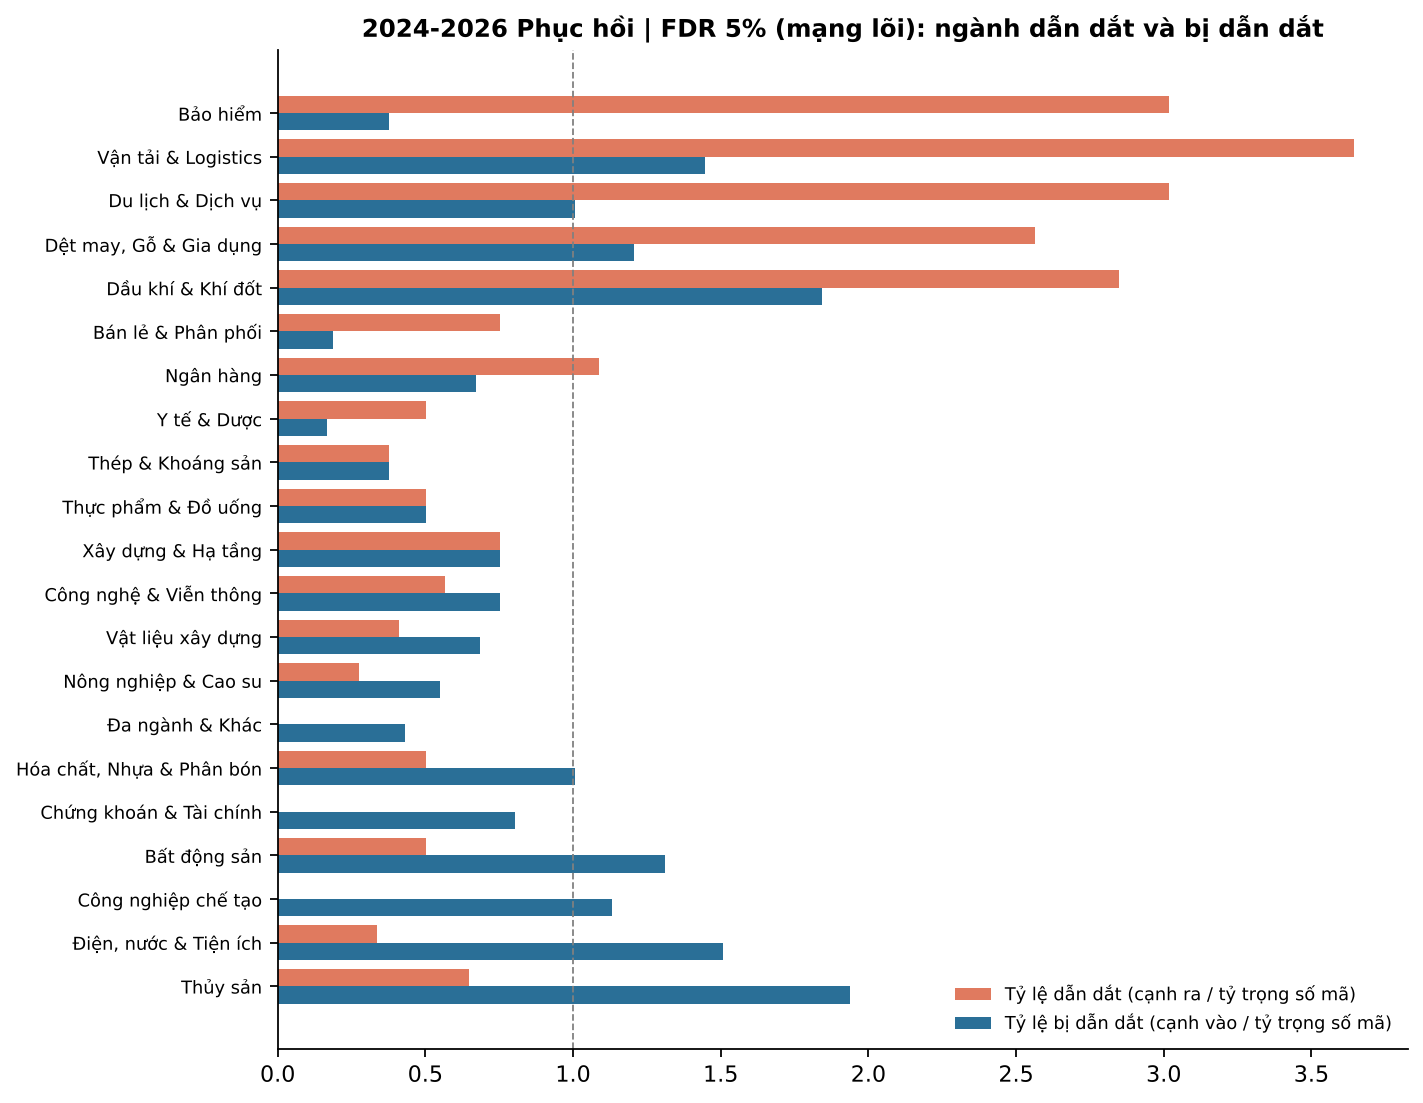 2024-2026 Phục hồi | FDR 5% (mạng lõi): ngành dẫn dắt và bị dẫn dắt
Bảo hiểm
Vận tải & Logistics
Du lịch & Dịch vụ
Dệt may, Gỗ & Gia dụng
Dầu khí & Khí đốt
Bán lẻ & Phân phối
Ngân hàng
Y tế & Dược
Thép & Khoáng sản
Thực phẩm & Đồ uống
Xây dựng & Hạ tầng
Công nghệ & Viễn thông
Vật liệu xây dựng
Nông nghiệp & Cao su
Đa ngành & Khác
Hóa chất, Nhựa & Phân bón
Chứng khoán & Tài chính
Bất động sản
Công nghiệp chế tạo
Điện, nước & Tiện ích
Thủy sản
Tỷ lệ dẫn dắt (cạnh ra / tỷ trọng số mã)
Tỷ lệ bị dẫn dắt (cạnh vào / tỷ trọng số mã)
0.0 0.5 1.0 1.5 2.0 2.5 3.0 3.5